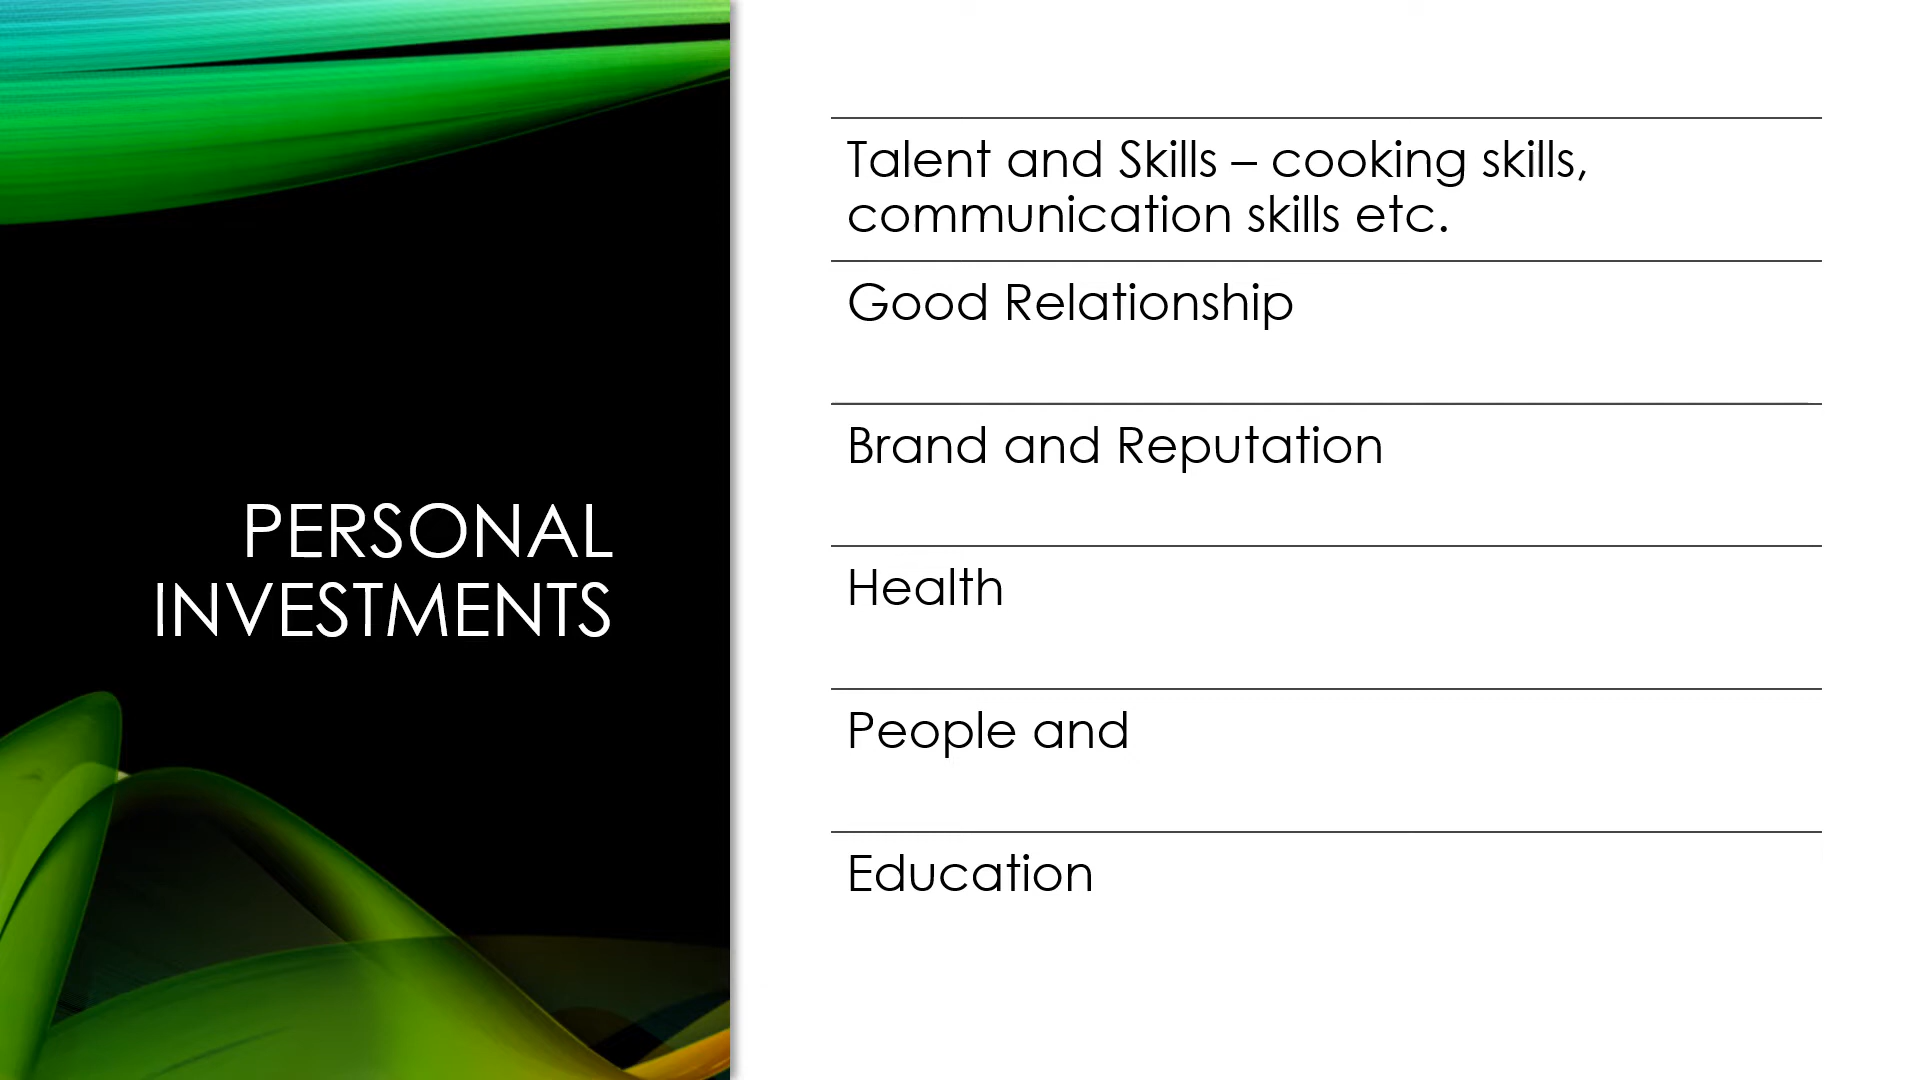 PERSONAL
INVESTMENTS
Talent and Skills – cooking skills,
communication skills etc.
Good Relationship
Brand and Reputation
Health
People and
Education